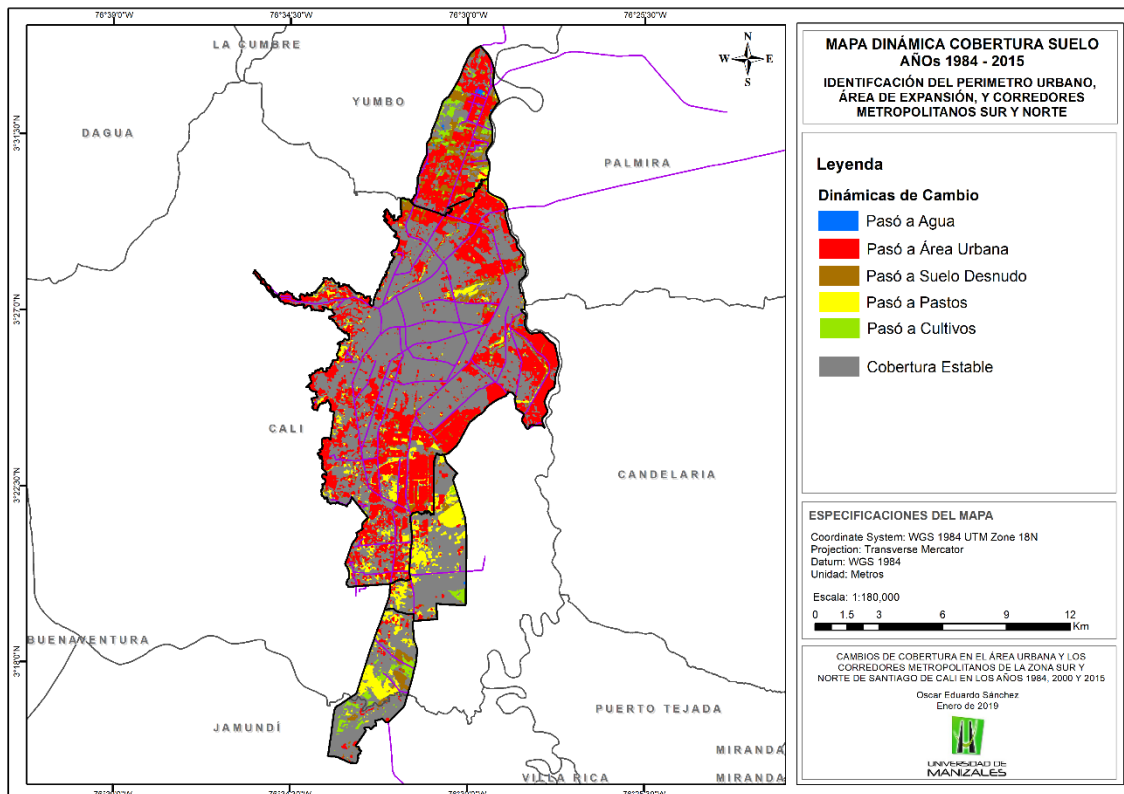 76°39'0"W
76°34'30"W
76°30'0"W
76°25'30"W
3°31'30"N
3°27'0"N
3°22'30"N
3°18'0"N
LA CUMBRE
YUMBO
DAGUA
PALMIRA
CALI
CANDELARIA
BUENAVENTURA
JAMUNDÍ
PUERTO TEJADA
MIRANDA
VILLA RICA
MIRANDA
N
W
E
S
76°34'30"W
MAPA DINÁMICA COBERTURA SUELO
AÑOs 1984 - 2015
IDENTIFCACIÓN DEL PERIMETRO URBANO,
ÁREA DE EXPANSIÓN, Y CORREDORES
METROPOLITANOS SUR Y NORTE
Leyenda
Dinámicas de Cambio
Pasó a Agua
Pasó a Área Urbana
Pasó a Suelo Desnudo
Pasó a Pastos
Pasó a Cultivos
Cobertura Estable
ESPECIFICACIONES DEL MAPA
Coordinate System: WGS 1984 UTM Zone 18N
Projection: Transverse Mercator
Datum: WGS 1984
Unidad: Metros
Escala: 1:180,000
0 1.5 3 6 9 12
Km
CAMBIOS DE COBERTURA EN EL ÁREA URBANA Y LOS
CORREDORES METROPOLITANOS DE LA ZONA SUR Y
NORTE DE SANTIAGO DE CALI EN LOS AÑOS 1984, 2000 Y 2015
Oscar Eduardo Sánchez
Enero de 2019
UNIVERSIDAD DE
MANIZALES